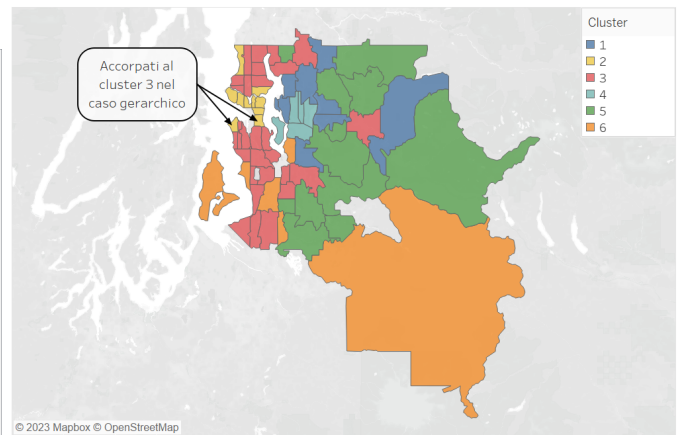 Accorpati al
cluster 3 nel
caso gerarchico
Cluster
1
2
3
4
5
6
© 2023 Mapbox © OpenStreetMap